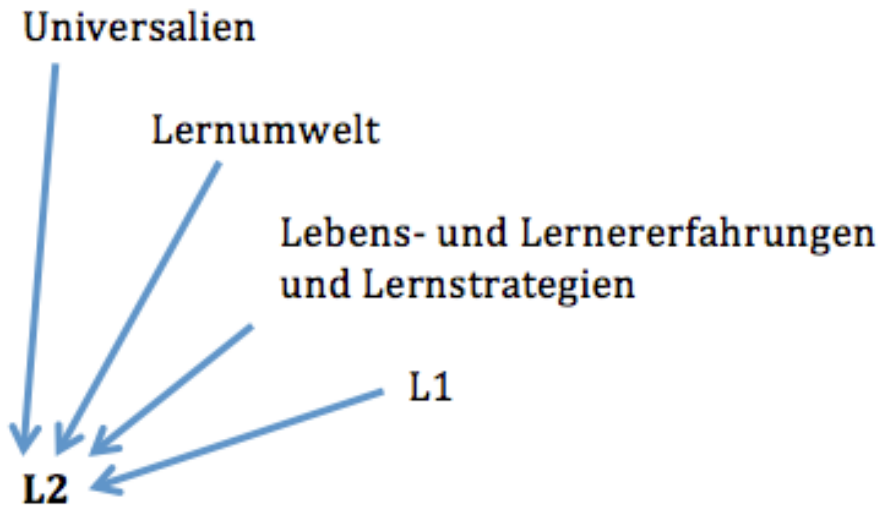 Universalien
Lernumwelt
Lebens- und Lernererfahrungen
und Lernstrategien
L1
L2